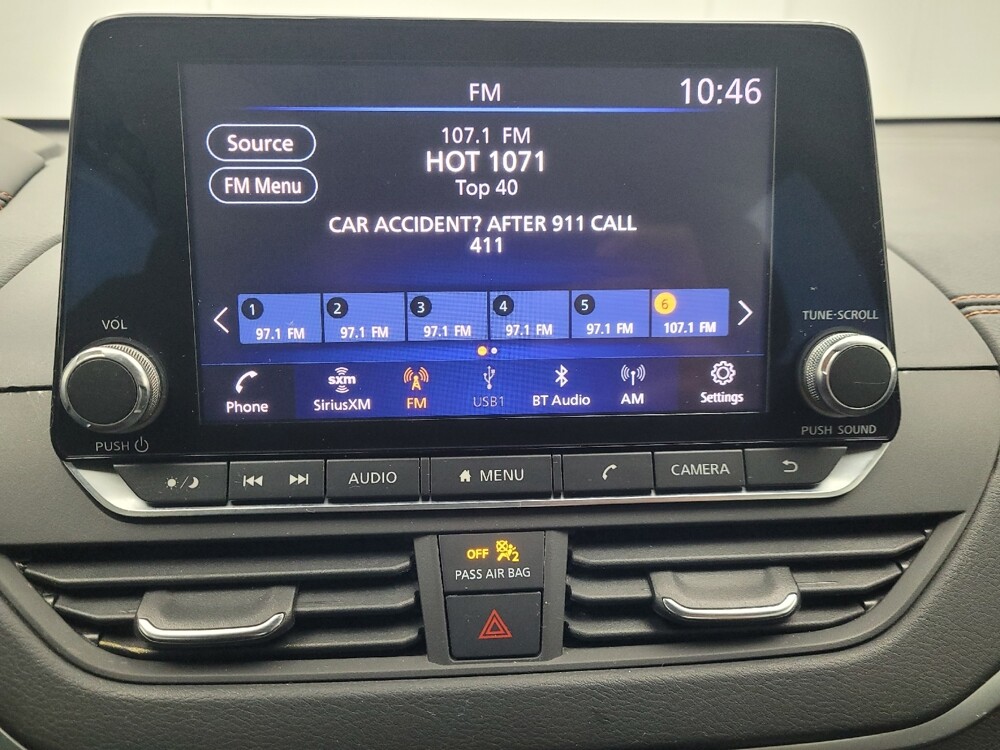 FM
10:46
Source
FM Menu
107.1 FM
HOT 1071
Top 40
CAR ACCIDENT? AFTER 911 CALL
411
1 97.1 FM
2 97.1 FM
3 97.1 FM
4 97.1 FM
5 97.1 FM
6 107.1 FM
VOL
TUNE·SCROLL
Phone
sxm
SiriusXM
FM
USB1
BT Audio
AM
Settings
PUSH
PUSH SOUND
AUDIO
MENU
CAMERA
OFF 2
PASS AIR BAG